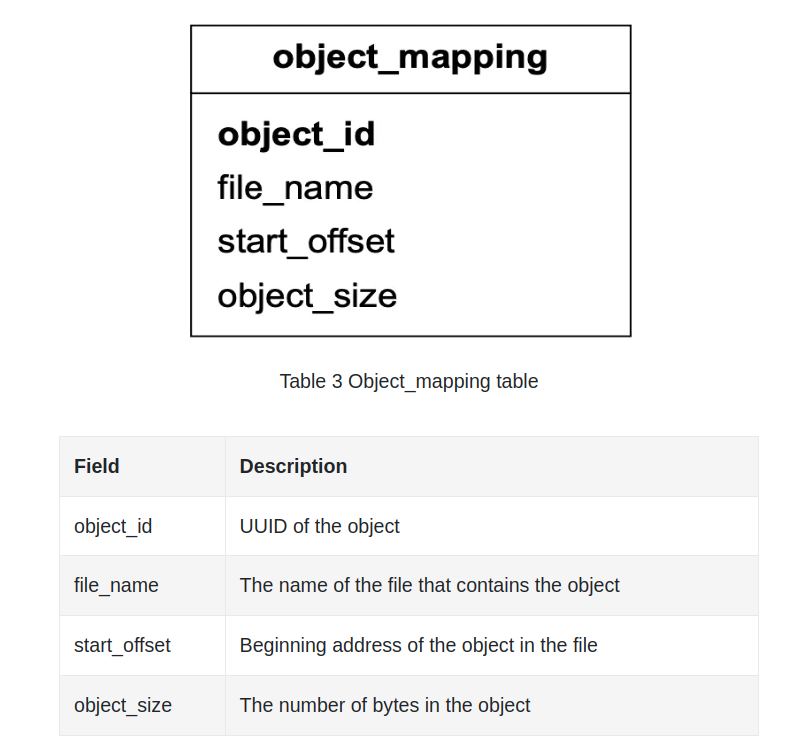 object_mapping
object_id
file_name
start_offset
object_size
Table 3 Object_mapping table
Field Description
object_id UUID of the object
file_name The name of the file that contains the object
start_offset Beginning address of the object in the file
object_size The number of bytes in the object